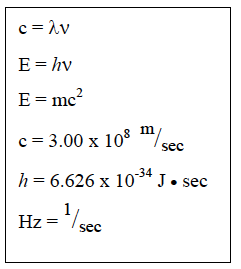 c = λν
E = hν
E = mc²
c = 3.00 x 10⁸ m/sec
h = 6.626 x 10⁻³⁴ J • sec
Hz = 1/sec